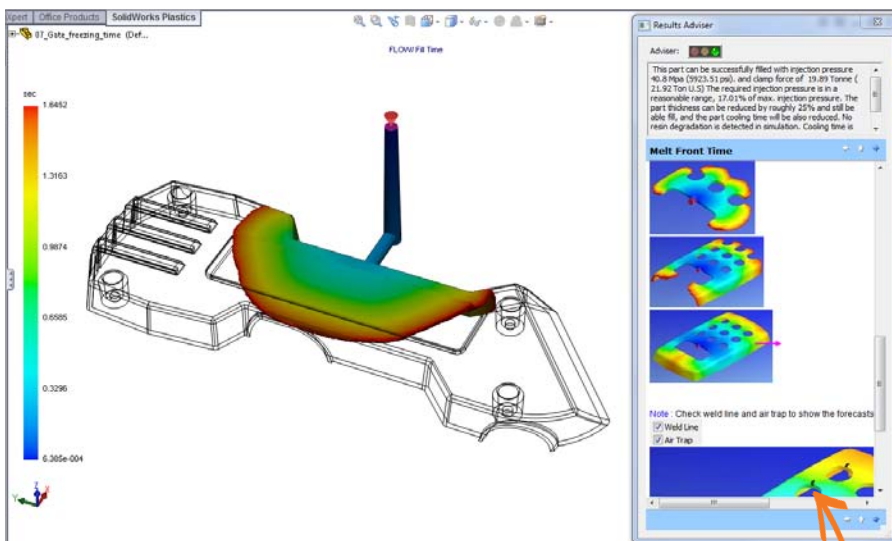 Xpert
Office Products
SolidWorks Plastics
07_Gate_freezing_time (Def...
FLOW/Fill Time
sec
1.6452
1.3163
0.9874
0.6585
0.3296
6.365e-004
Z
Y
X
Results Adviser
Adviser:
This part can be successfully filled with injection pressure
40.8 Mpa (5923.51 psi). and clamp force of 19.89 Tonne (
21.92 Ton U.S) The required injection pressure is in a
reasonable range, 17.01% of max. injection pressure. The
part thickness can be reduced by roughly 25% and still be
able fill, and the part cooling time will be also reduced. No
resin degradation is detected in simulation. Cooling time is
Melt Front Time
Note : Check weld line and air trap to show the forecasts
Weld Line
Air Trap